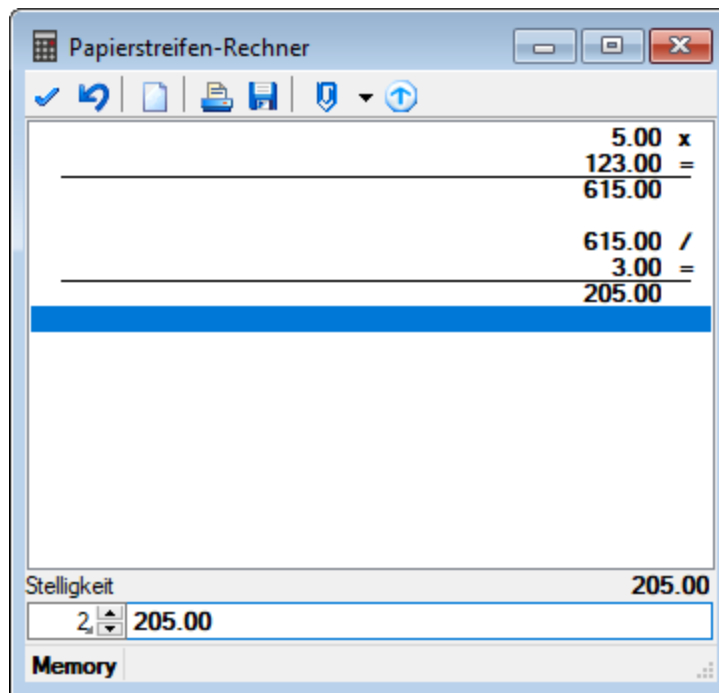 Papierstreifen-Rechner
5.00 x
123.00 =
615.00
615.00 /
3.00 =
205.00
Stelligkeit 205.00
2 205.00
Memory